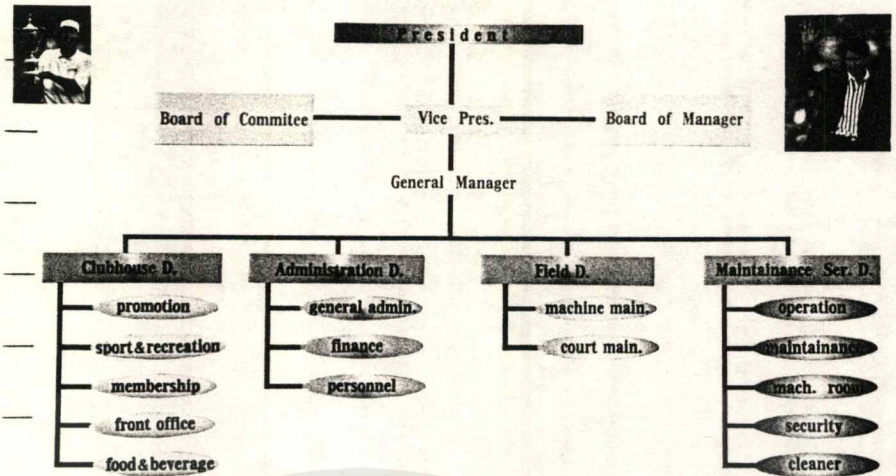 President
Board of Commitee Vice Pres. Board of Manager
General Manager
Clubhouse D. Administration D. Field D. Maintainance Ser. D.
promotion general admin. machine main. operation
sport & recreation finance court main. maintainance
membership personnel mach. room
front office security
food & beverage cleaner